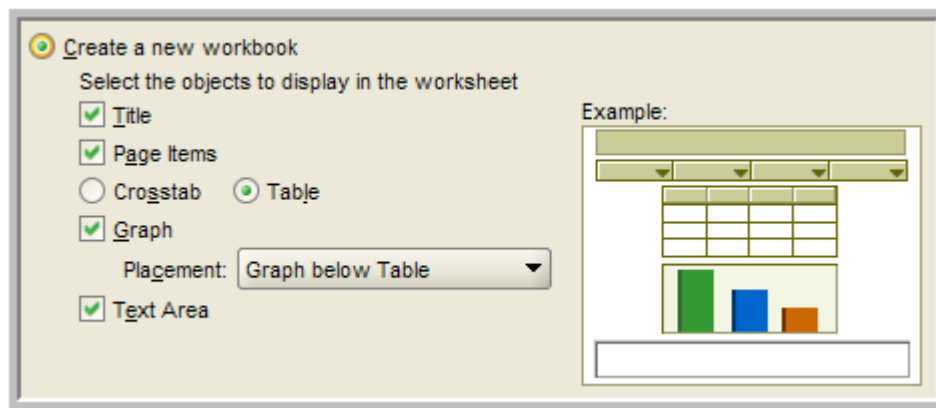 Create a new workbook
Select the objects to display in the worksheet
Title
Page Items
Crosstab Table
Graph
Placement: Graph below Table
Text Area
Example: